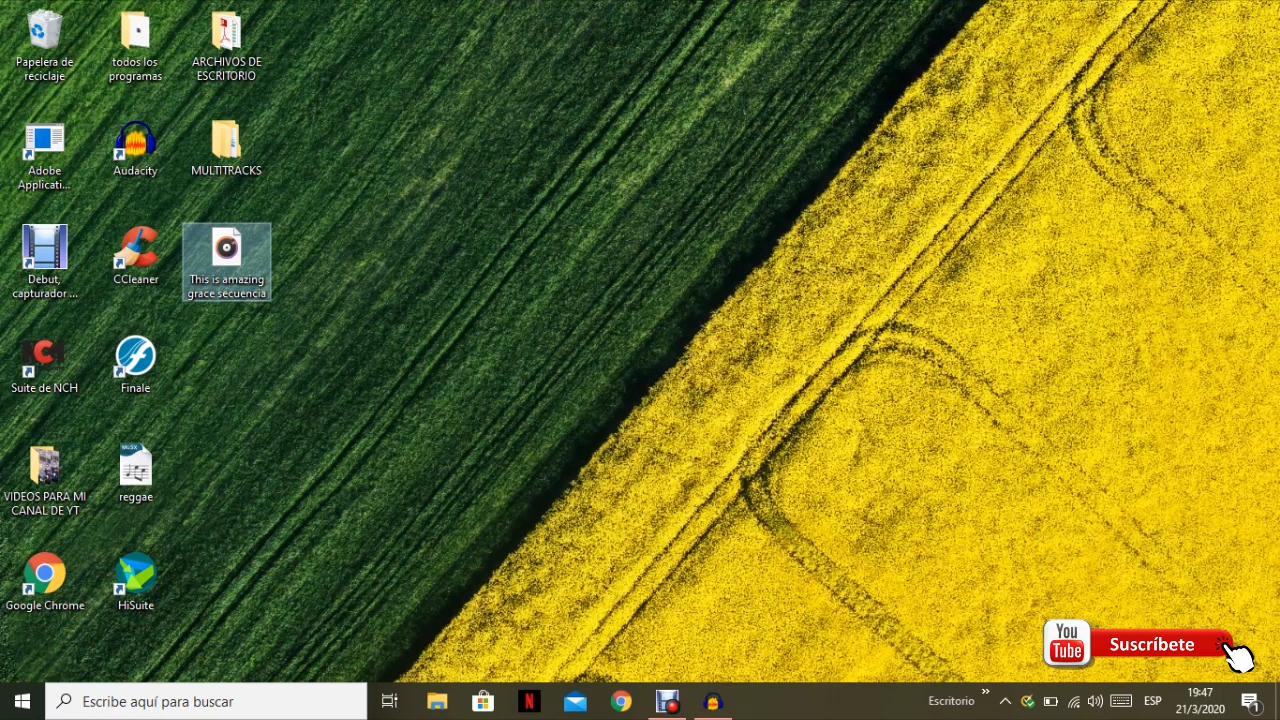 Papelera de
reciclaje
todos los
programas
ARCHIVOS DE
ESCRITORIO
Adobe
Applicati...
Audacity
MULTITRACKS
Debut,
capturador ...
CCleaner
This is amazing
grace secuencia
Suite de NCH
Finale
VIDEOS PARA MI
CANAL DE YT
MUSX
reggae
Google Chrome
HiSuite
You
Tube
Suscríbete
Escribe aquí para buscar
N
Escritorio
»
ESP
19:47
21/3/2020
1